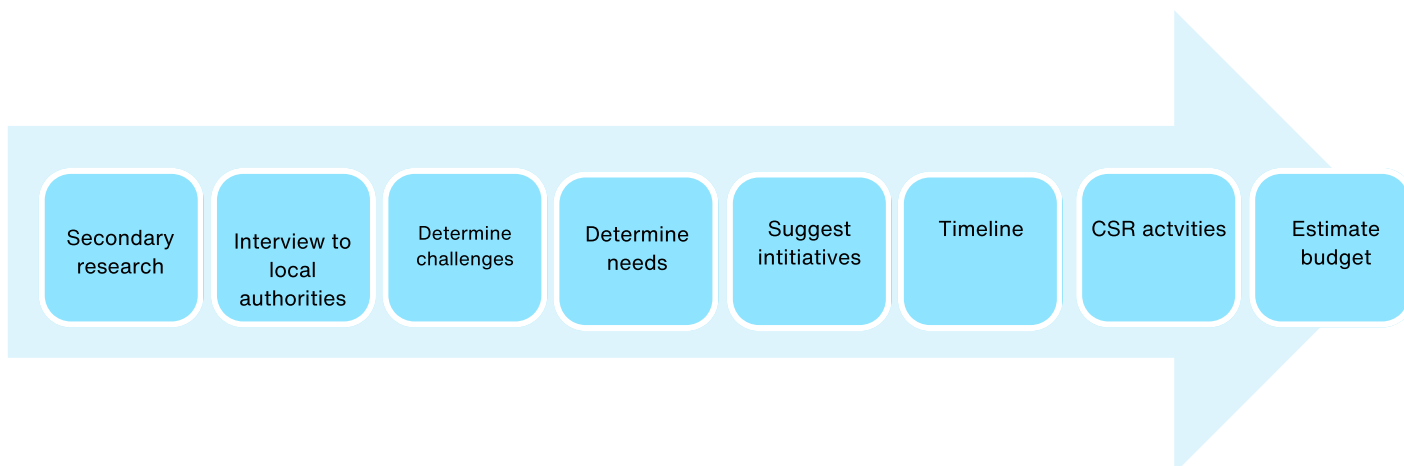 Secondary
research
Interview to
local
authorities
Determine
challenges
Determine
needs
Suggest
intitiatives
Timeline
CSR actvities
Estimate
budget